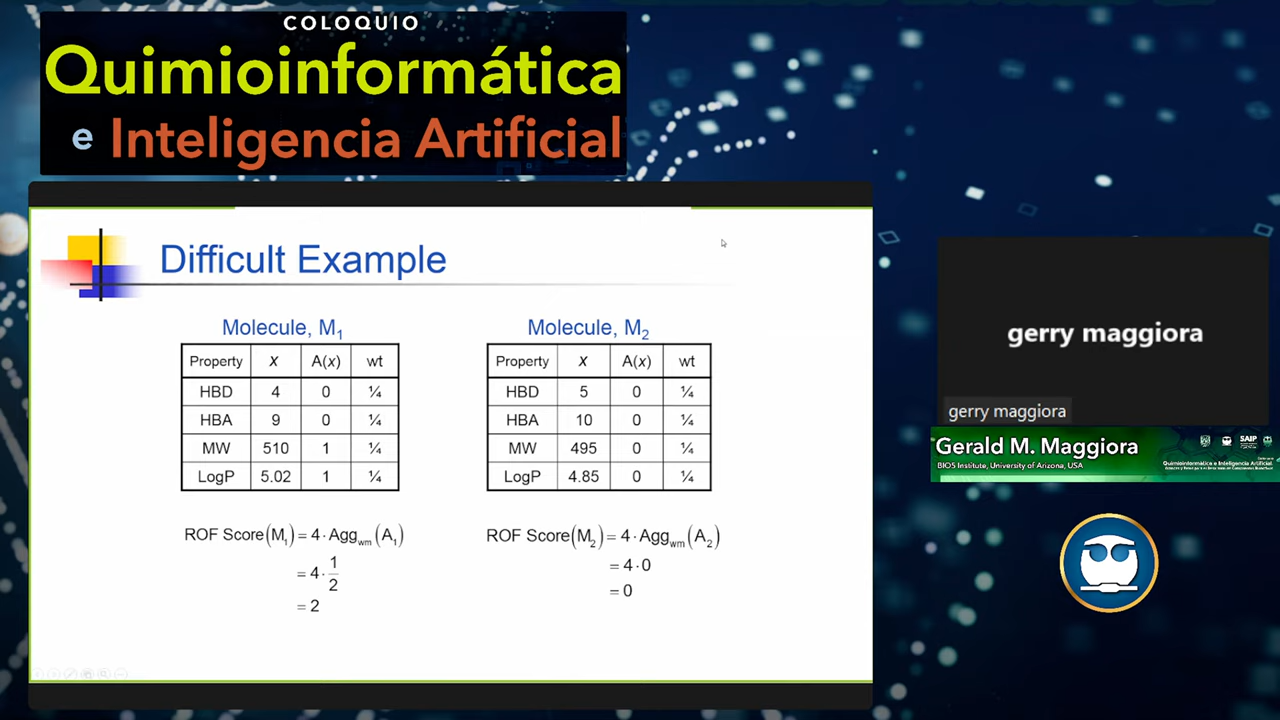 COLOQUIO
Quimioinformática
e Inteligencia Artificial
Difficult Example
Molecule, M1
Property x A(x) wt
HBD 4 0 ¼
HBA 9 0 ¼
MW 510 1 ¼
LogP 5.02 1 ¼
ROF Score(M1) = 4 · Aggwm(A1)
= 4 · 1/2
= 2
Molecule, M2
Property x A(x) wt
HBD 5 0 ¼
HBA 10 0 ¼
MW 495 0 ¼
LogP 4.85 0 ¼
ROF Score(M2) = 4 · Aggwm(A2)
= 4 · 0
= 0
gerry maggiora
gerry maggiora
Gerald M. Maggiora
BIO5 Institute, University of Arizona, USA
SAIP
Quimioinformática e Inteligencia Artificial